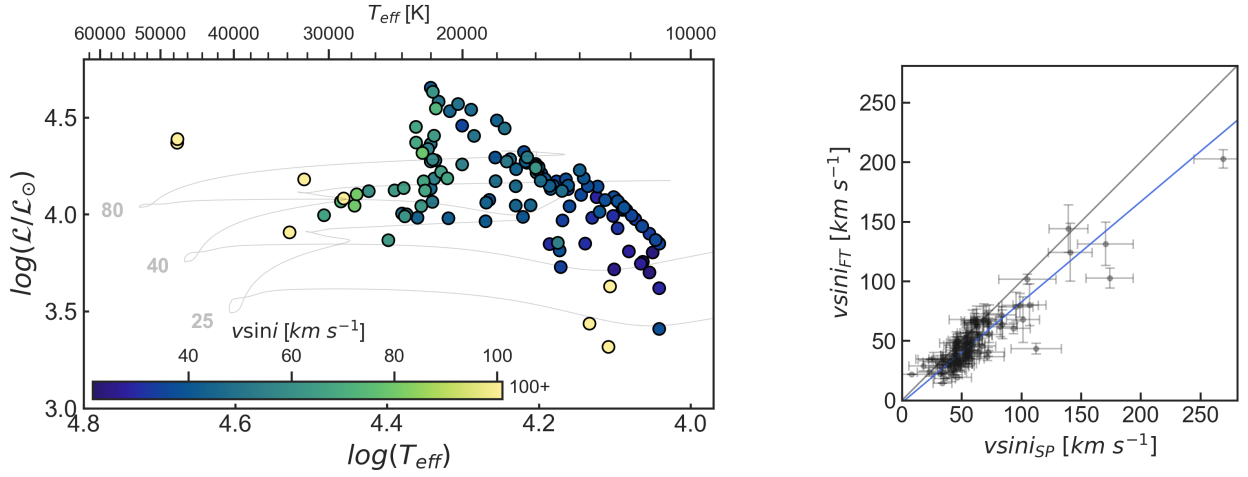 T_eff [K]
60000 40000 30000 20000 10000
log(ℒ/ℒ⊙)
4.5
4.0
3.5
3.0
80
40
25
vsini [km s⁻¹]
40 60 80 100
100+
4.8 4.6 4.4 4.2 4.0
log(T_eff)
vsini_FT [km s⁻¹]
250
200
150
100
50
0
0 50 100 150 200 250
vsini_SP [km s⁻¹]